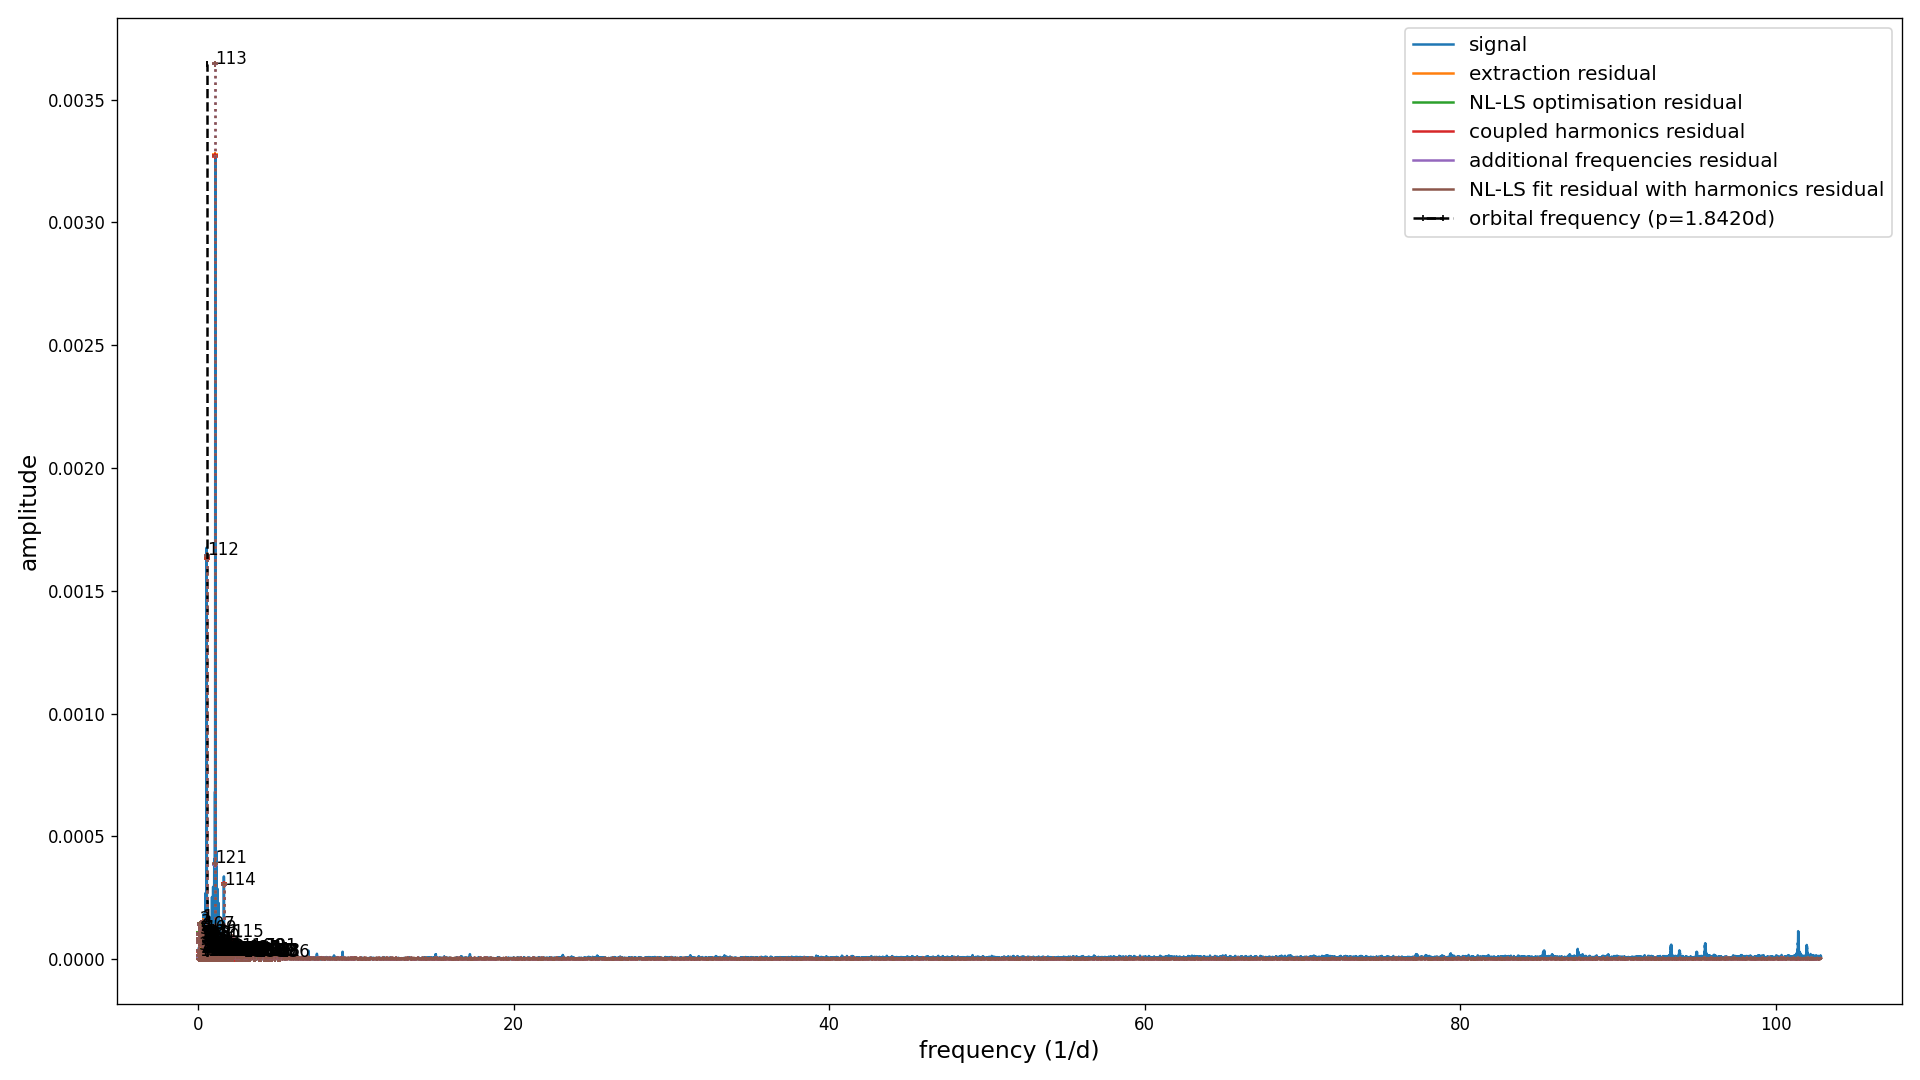 113
112
121
114
115
signal
extraction residual
NL-LS optimisation residual
coupled harmonics residual
additional frequencies residual
NL-LS fit residual with harmonics residual
orbital frequency (p=1.8420d)
0.0035
0.0030
0.0025
0.0020
0.0015
0.0010
0.0005
0.0000
amplitude
0
20
40
60
80
100
frequency (1/d)